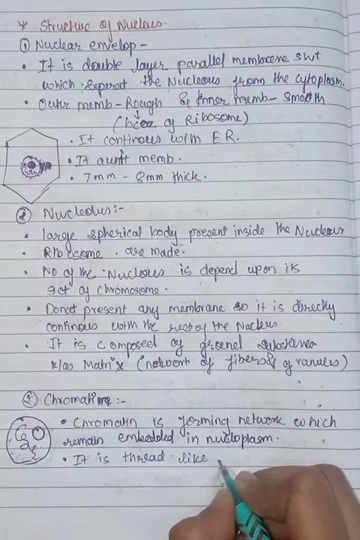 * Structure of Nucleus.
① Nuclear envelop -
• It is double layer parallel membrane
which seperat the Nucleous from the cytoplasm.
• Outer memb - Rough & inner memb - smooth
(bcoz of Ribosome)
• It continous with ER.
• It memb.
• 7mm - 8mm thick.
② Nucleolus:-
• large spherical body present inside the Nucleus
• Ribosome are made.
• No of the Nucleous is depend upon its
set of chromosome.
• Donot present any membrane so it is directly
continous with the rest of the Nucleus
• It is composed of ground substance
k/as Matrix (network of fibers & granules)
③ Chromatin :-
• Chromatin is forming network which
remain embedded in nucleoplasm.
• It is thread like